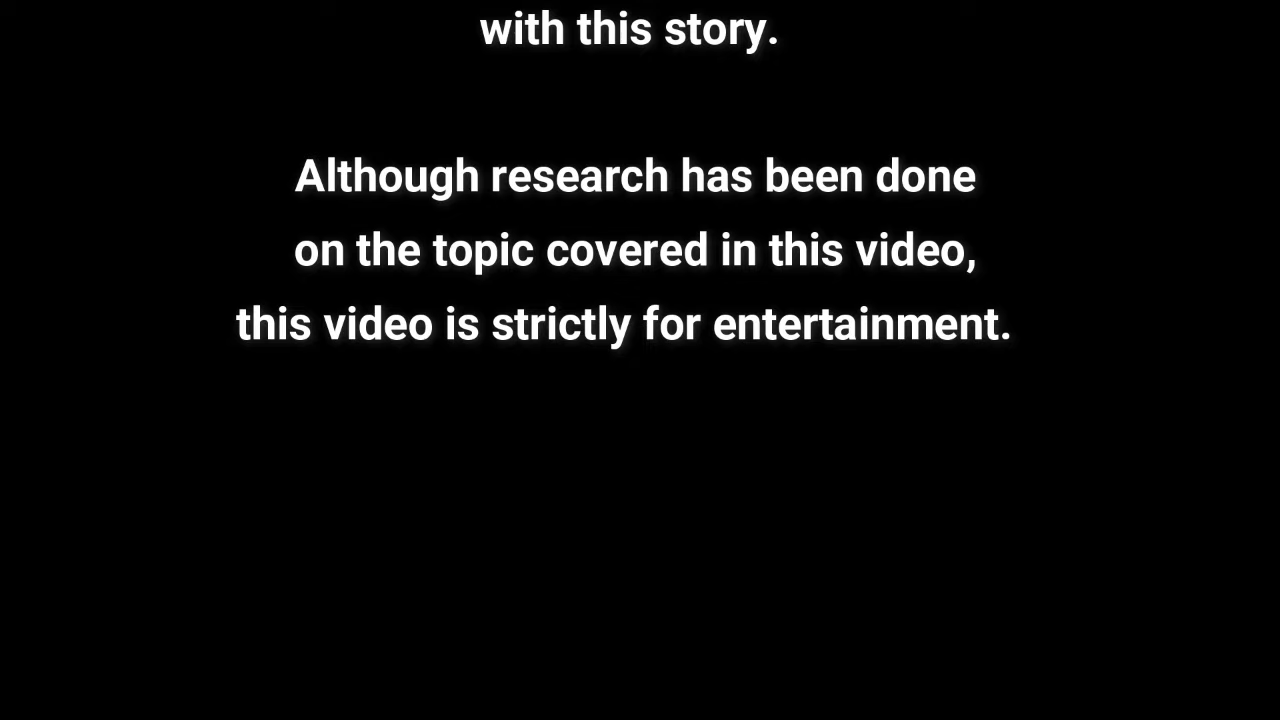 with this story.
Although research has been done
on the topic covered in this video,
this video is strictly for entertainment.